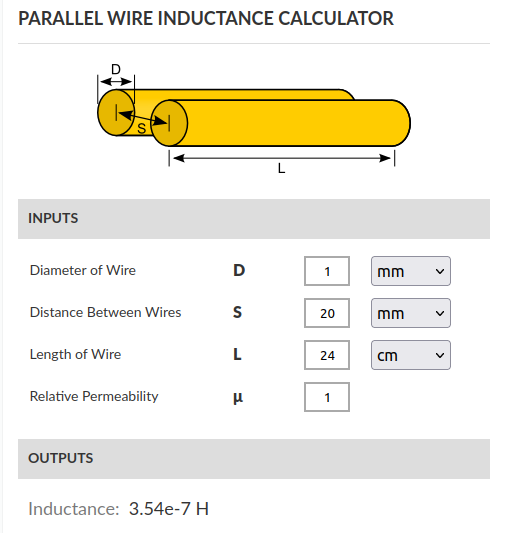 PARALLEL WIRE INDUCTANCE CALCULATOR
D
S
L
INPUTS
Diameter of Wire D 1 mm
Distance Between Wires S 20 mm
Length of Wire L 24 cm
Relative Permeability μ 1
OUTPUTS
Inductance: 3.54e-7 H